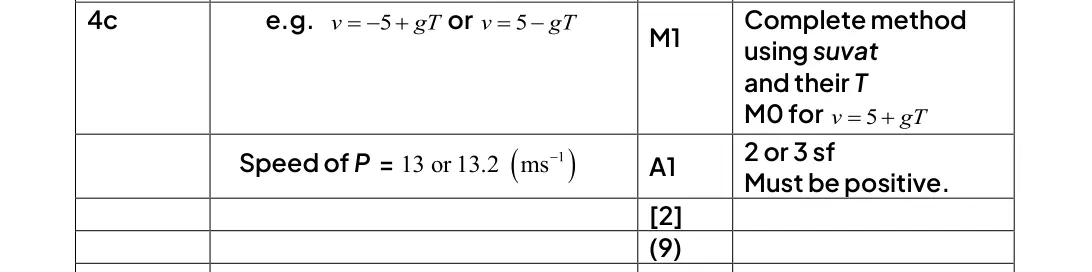 4c
e.g. v = −5 + gT or v = 5 − gT
M1
Complete method
using suvat
and their T
M0 for v = 5 + gT
Speed of P = 13 or 13.2 (ms⁻¹)
A1
2 or 3 sf
Must be positive.
[2]
(9)